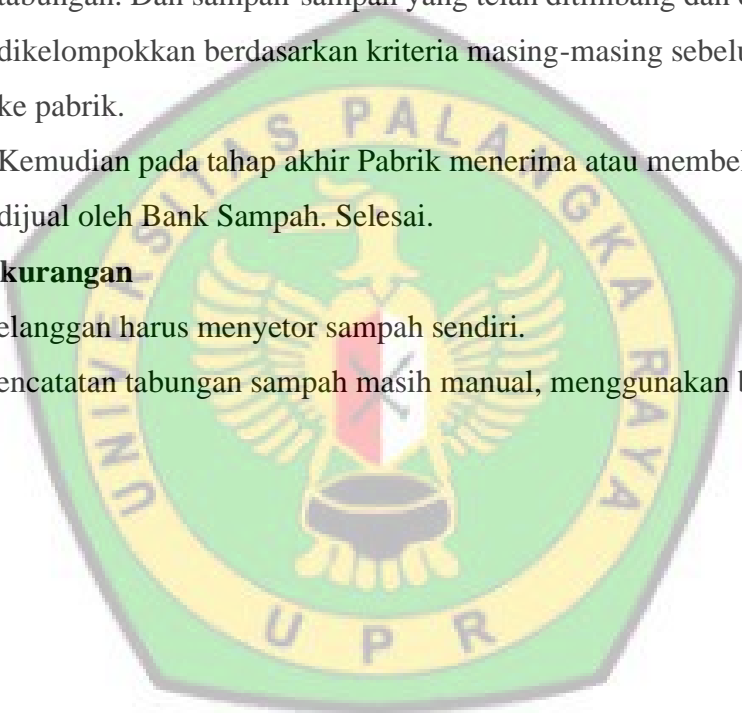 tabungan. Dan sampah-sampah yang telah ditimbang dan
dikelompokkan berdasarkan kriteria masing-masing
ke pabrik.
Kemudian pada tahap akhir Pabrik menerima atau
dijual oleh Bank Sampah. Selesai.
kurangan
elanggan harus menyetor sampah sendiri.
encatatan tabungan sampah masih manual, menggunakan
UNIVERSITAS PALANGKA RAYA
UPR